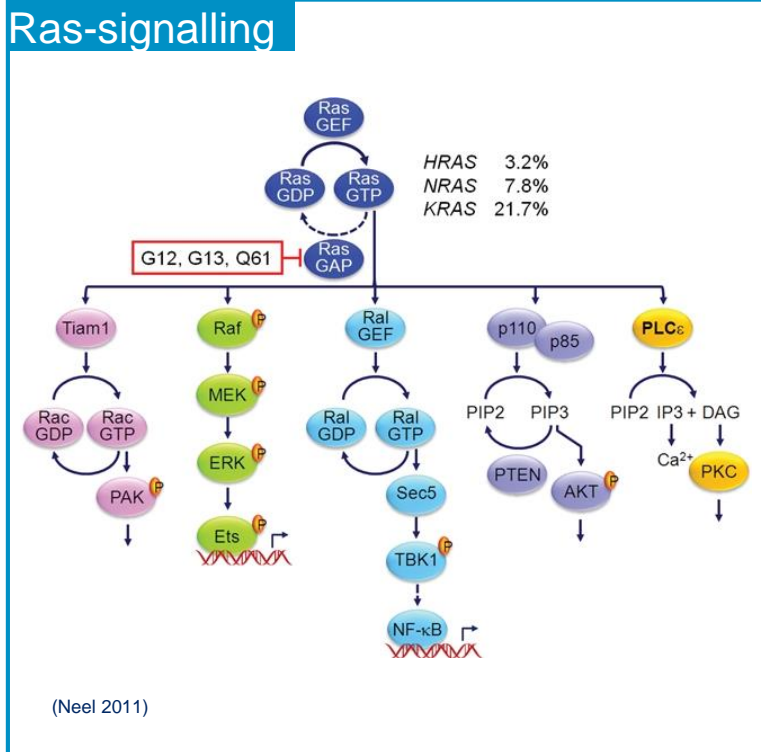 Ras-signalling
Ras
GEF
Ras
GDP
Ras
GTP
HRAS 3.2%
NRAS 7.8%
KRAS 21.7%
G12, G13, Q61
Ras
GAP
Tiam1
Rac
GDP
Rac
GTP
PAK
P
Raf
P
MEK
P
ERK
P
Ets
P
Ral
GEF
Ral
GDP
Ral
GTP
Sec5
TBK1
P
NF-κB
p110
p85
PIP2
PIP3
PTEN
AKT
P
PLCε
PIP2
IP3 + DAG
Ca²⁺
PKC
(Neel 2011)